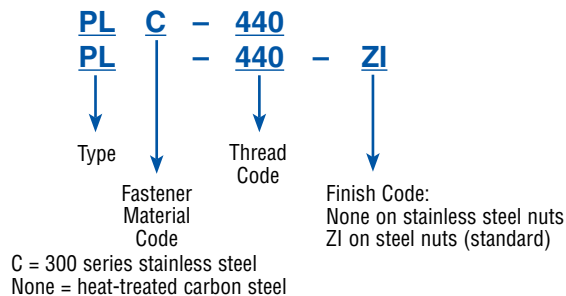 PL C – 440
PL – 440 – ZI
Type
Thread
Code
Fastener
Material
Code
C = 300 series stainless steel
None = heat-treated carbon steel
Finish Code:
None on stainless steel nuts
ZI on steel nuts (standard)